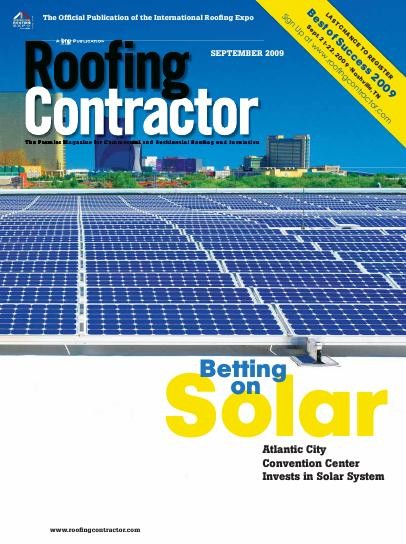 The Official Publication of the International Roofing Expo
A bnp PUBLICATION
SEPTEMBER 2009
Roofing
Contractor
The Premier Magazine for Commercial and Residential Roofing and Insulation
LAST CHANCE TO REGISTER
Best of Success 2009
Sept. 21-22, 2009 • Nashville, TN
Sign Up at www.roofingcontractor.com
Betting
on
Solar
Atlantic City
Convention Center
Invests in Solar System
www.roofingcontractor.com